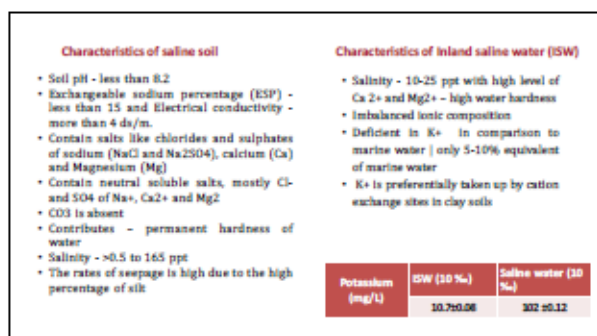 Characteristics of saline soil
• Soil pH - less than 8.2
• Exchangeable sodium percentage (ESP) -
less than 15 and Electrical conductivity -
more than 4 ds/m.
• Contain salts like chlorides and sulphates
of sodium (NaCl and Na2SO4), calcium (Ca)
and Magnesium (Mg)
• Contain neutral soluble salts, mostly Cl-
and SO4 of Na+, Ca2+ and Mg2
• CO3 is absent
• Contributes – permanent hardness of
water
• Salinity - >0.5 to 165 ppt
• The rates of seepage is high due to the high
percentage of silt
Characteristics of Inland saline water (ISW)
• Salinity - 10-25 ppt with high level of
Ca 2+ and Mg2+ – high water hardness
• Imbalanced ionic composition
• Deficient in K+ in comparison to
marine water | only 5-10% equivalent
of marine water
• K+ is preferentially taken up by cation
exchange sites in clay soils
Potassium
(mg/L)
ISW (10 ‰)
Saline water (10
‰)
10.7±0.08
102 ±0.12